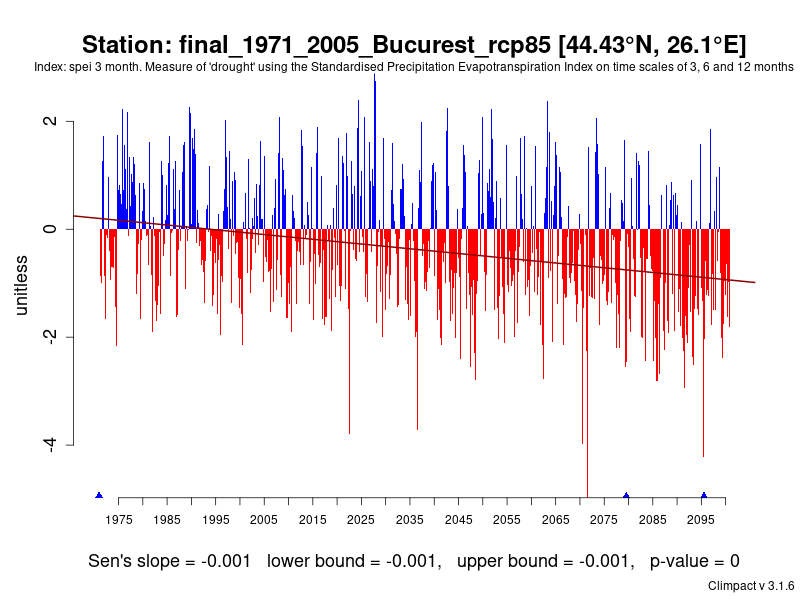 Station: final_1971_2005_Bucurest_rcp85 [44.43°N, 26.1°E]
Index: spei 3 month. Measure of 'drought' using the Standardised Precipitation Evapotranspiration Index on time scales of 3, 6 and 12 months
2
0
-2
-4
unitless
1975 1985 1995 2005 2015 2025 2035 2045 2055 2065 2075 2085 2095
Sen's slope = -0.001 lower bound = -0.001, upper bound = -0.001, p-value = 0
Climpact v 3.1.6